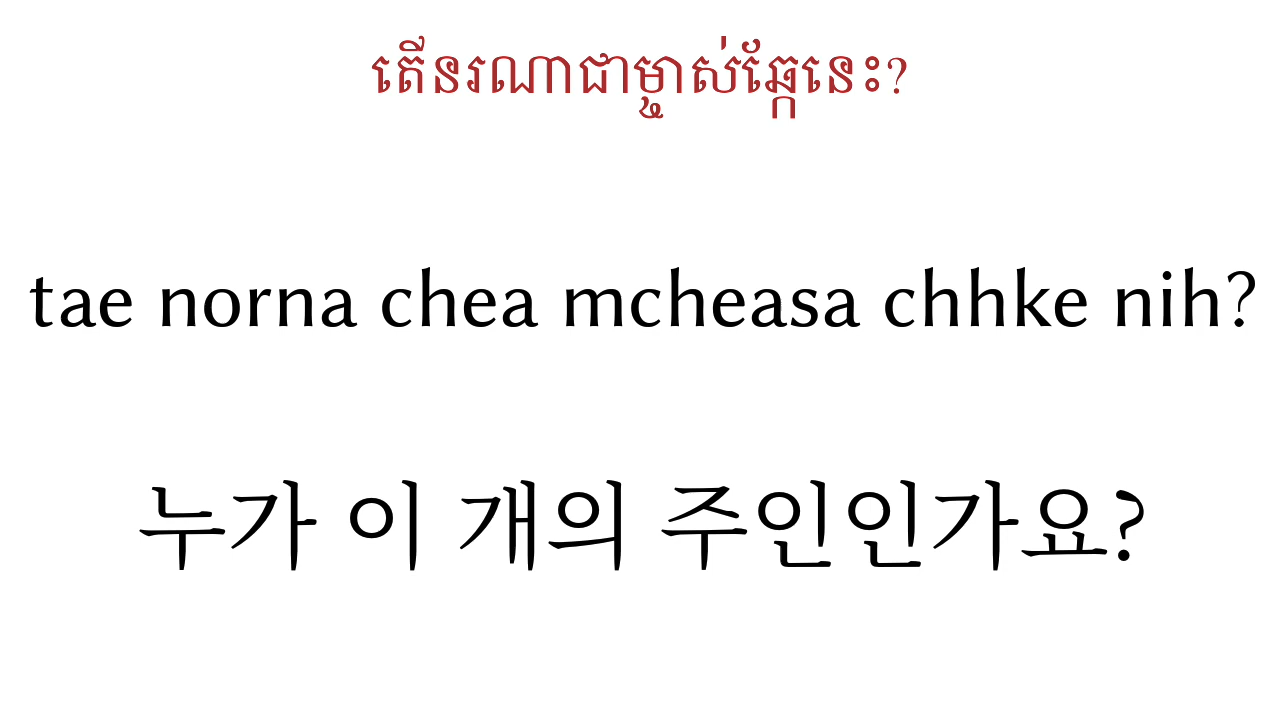 តើនរណាជាម្ចាស់ឆ្កែនេះ?
tae norna chea mcheasa chhke nih?
누가 이 개의 주인인가요?